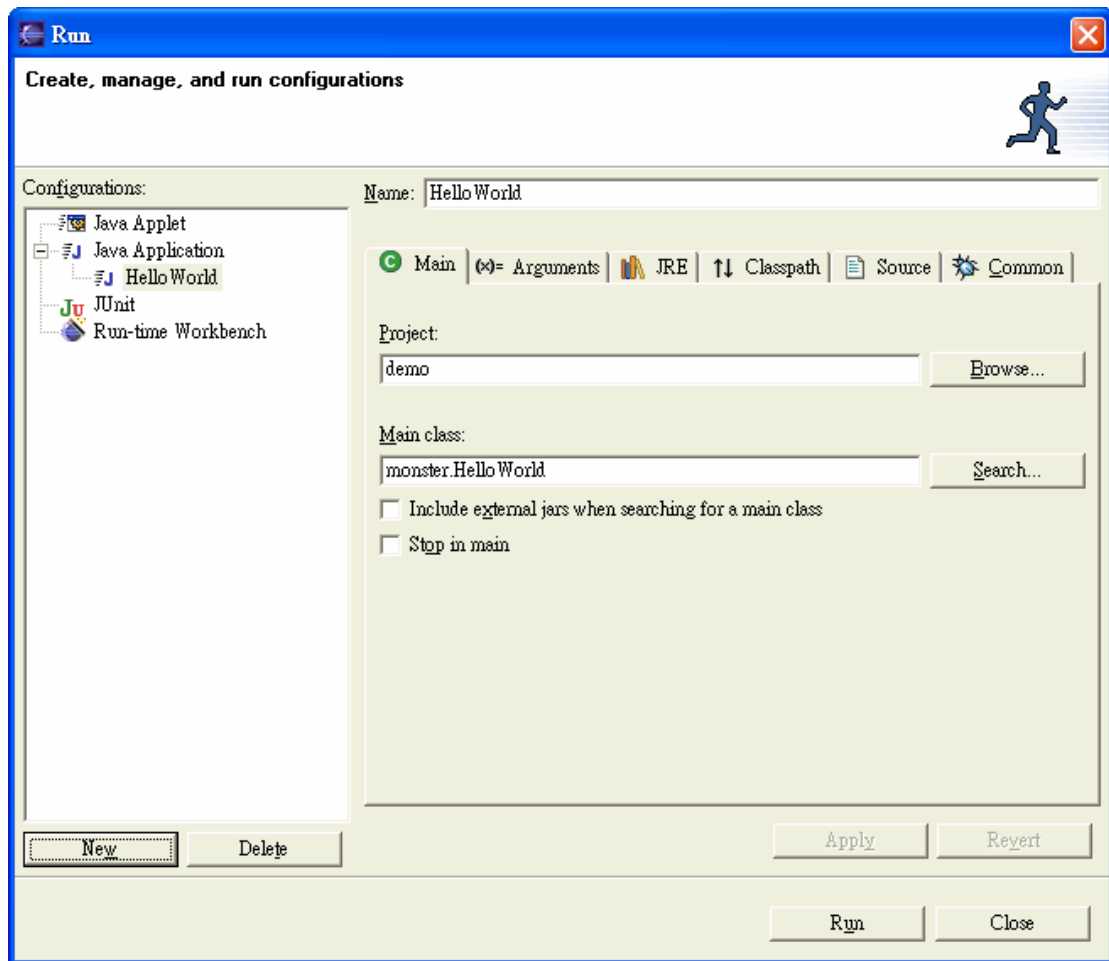 Run
Create, manage, and run configurations
Configurations:
Java Applet
Java Application
HelloWorld
JUnit
Run-time Workbench
New
Delete
Name: HelloWorld
Main
(x)= Arguments
JRE
Classpath
Source
Common
Project:
demo
Browse...
Main class:
monster.HelloWorld
Search...
Include external jars when searching for a main class
Stop in main
Apply
Revert
Run
Close